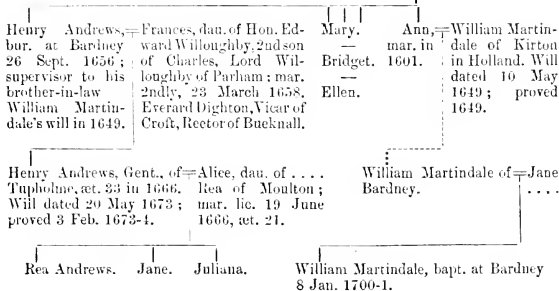 Henry Andrews,
bur. at Bardney
26 Sept. 1656;
supervisor to his
brother-in-law
William Martin-
dale's will in 1649.
Frances, dau. of Hon. Ed-
ward Willoughby, 2nd son
of Charles, Lord Wil-
loughby of Parham; mar.
2ndly, 23 March 1658.
Everard Dighton, Vicar of
Croft, Rector of Bucknall.
Mary.
—
Bridget.
—
Ellen.
Ann,
mar. in
1601.
William Martin-
dale of Kirton
in Holland. Will
dated 10 May
1649; proved
1649.
Henry Andrews, Gent., of
Tupholme, æt. 33 in 1666.
Will dated 20 May 1673;
proved 3 Feb. 1673-4.
Alice, dau. of ....
Rea of Moulton;
mar. lic. 19 June
1666, æt. 21.
William Martindale of
Bardney.
Jane
....
Rea Andrews. Jane. Juliana.
William Martindale, bapt. at Bardney
8 Jan. 1700-1.